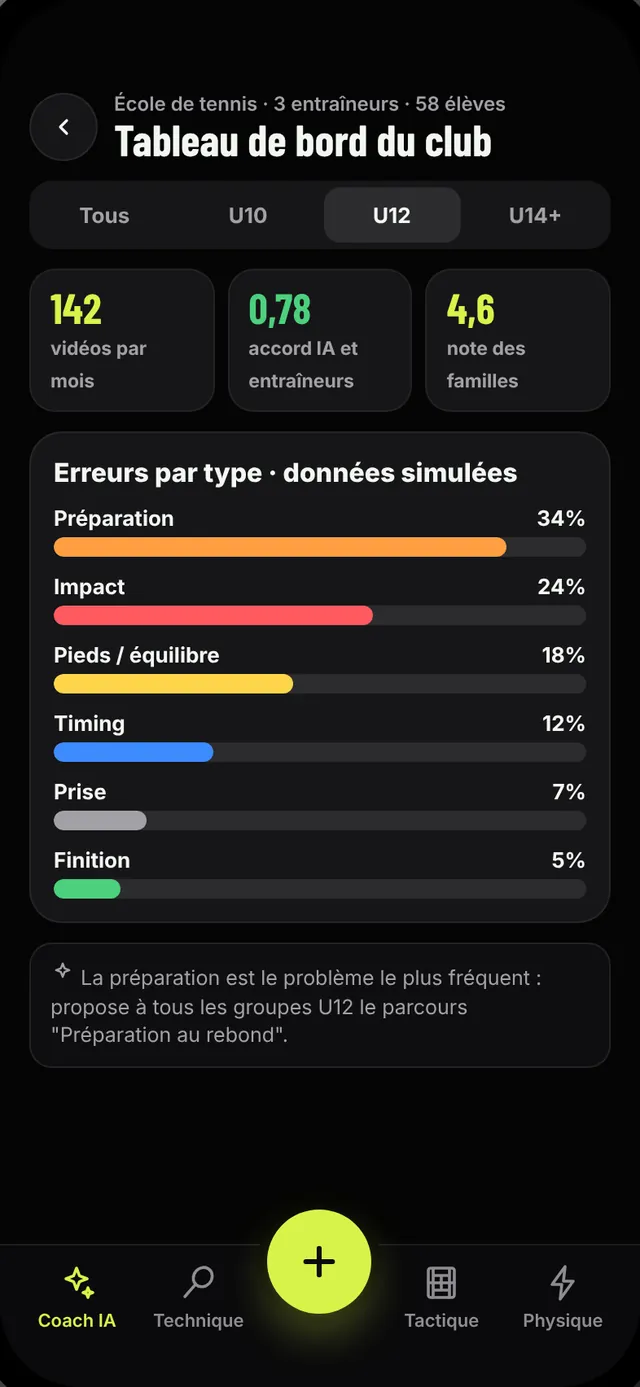 École de tennis · 3 entraîneurs · 58 élèves
Tableau de bord du club
Tous U10 U12 U14+
142 0,78 4,6
vidéos par accord IA et note des
mois entraîneurs familles
Erreurs par type · données simulées
Préparation 34%
Impact 24%
Pieds / équilibre 18%
Timing 12%
Prise 7%
Finition 5%
La préparation est le problème le plus fréquent :
propose à tous les groupes U12 le parcours
"Préparation au rebond".
Coach IA Technique Tactique Physique